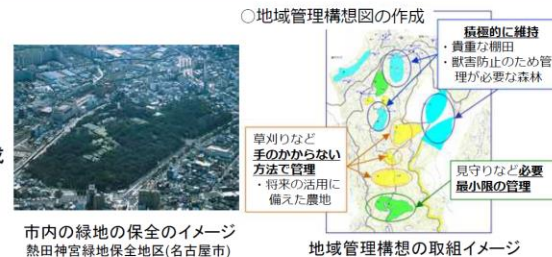 ○地域管理構想図の作成
積極的に維持
・貴重な棚田
・獣害防止のため管
理が必要な森林
草刈りなど
手のかからない
方法で管理
・将来の活用に
備えた農地
見守りなど必要
最小限の管理
市内の緑地の保全のイメージ
熱田神宮緑地保全地区(名古屋市)
地域管理構想の取組イメージ